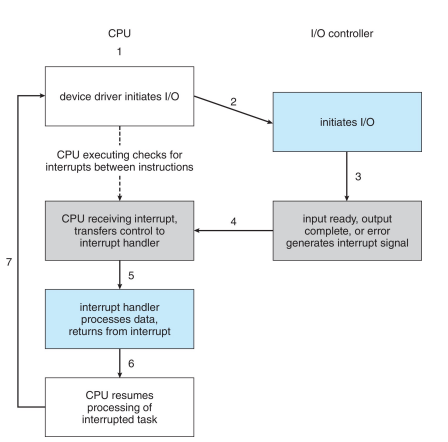 CPU
I/O controller
1
device driver initiates I/O
2
initiates I/O
CPU executing checks for
interrupts between instructions
3
CPU receiving interrupt,
transfers control to
interrupt handler
4
input ready, output
complete, or error
generates interrupt signal
7
5
interrupt handler
processes data,
returns from interrupt
6
CPU resumes
processing of
interrupted task